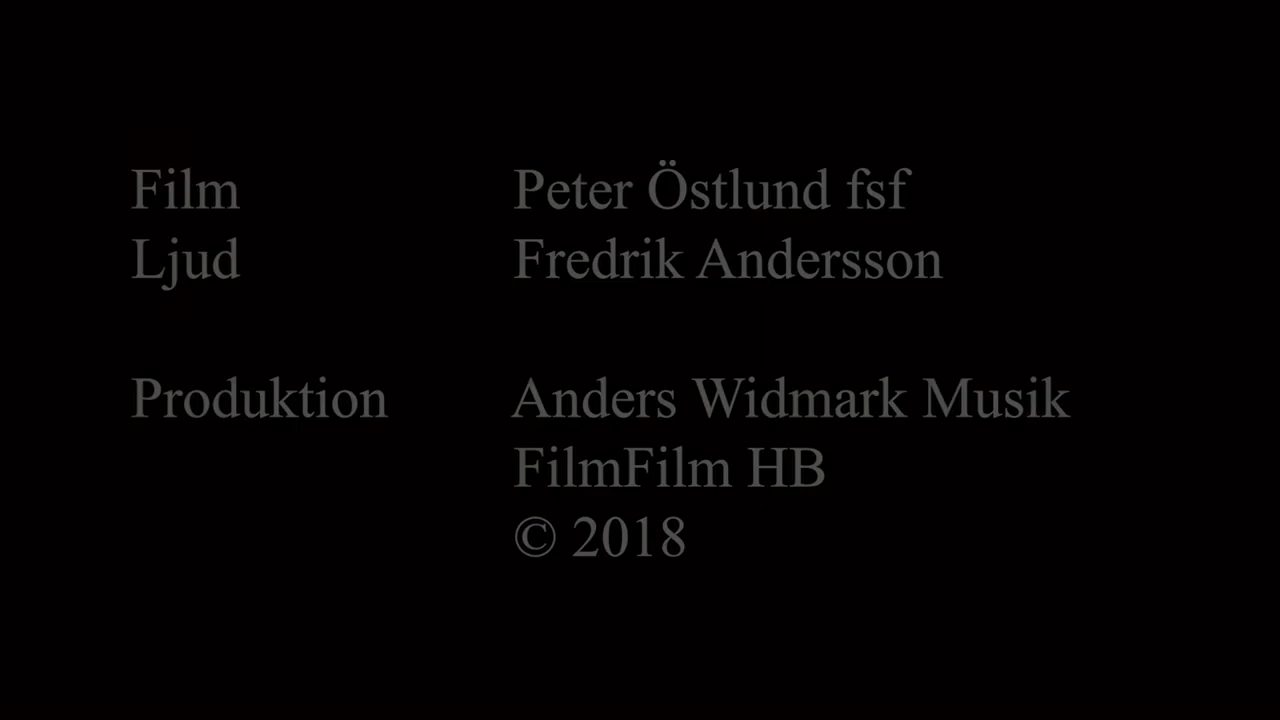 Film Peter Östlund fsf
Ljud Fredrik Andersson
Produktion Anders Widmark Musik
FilmFilm HB
© 2018